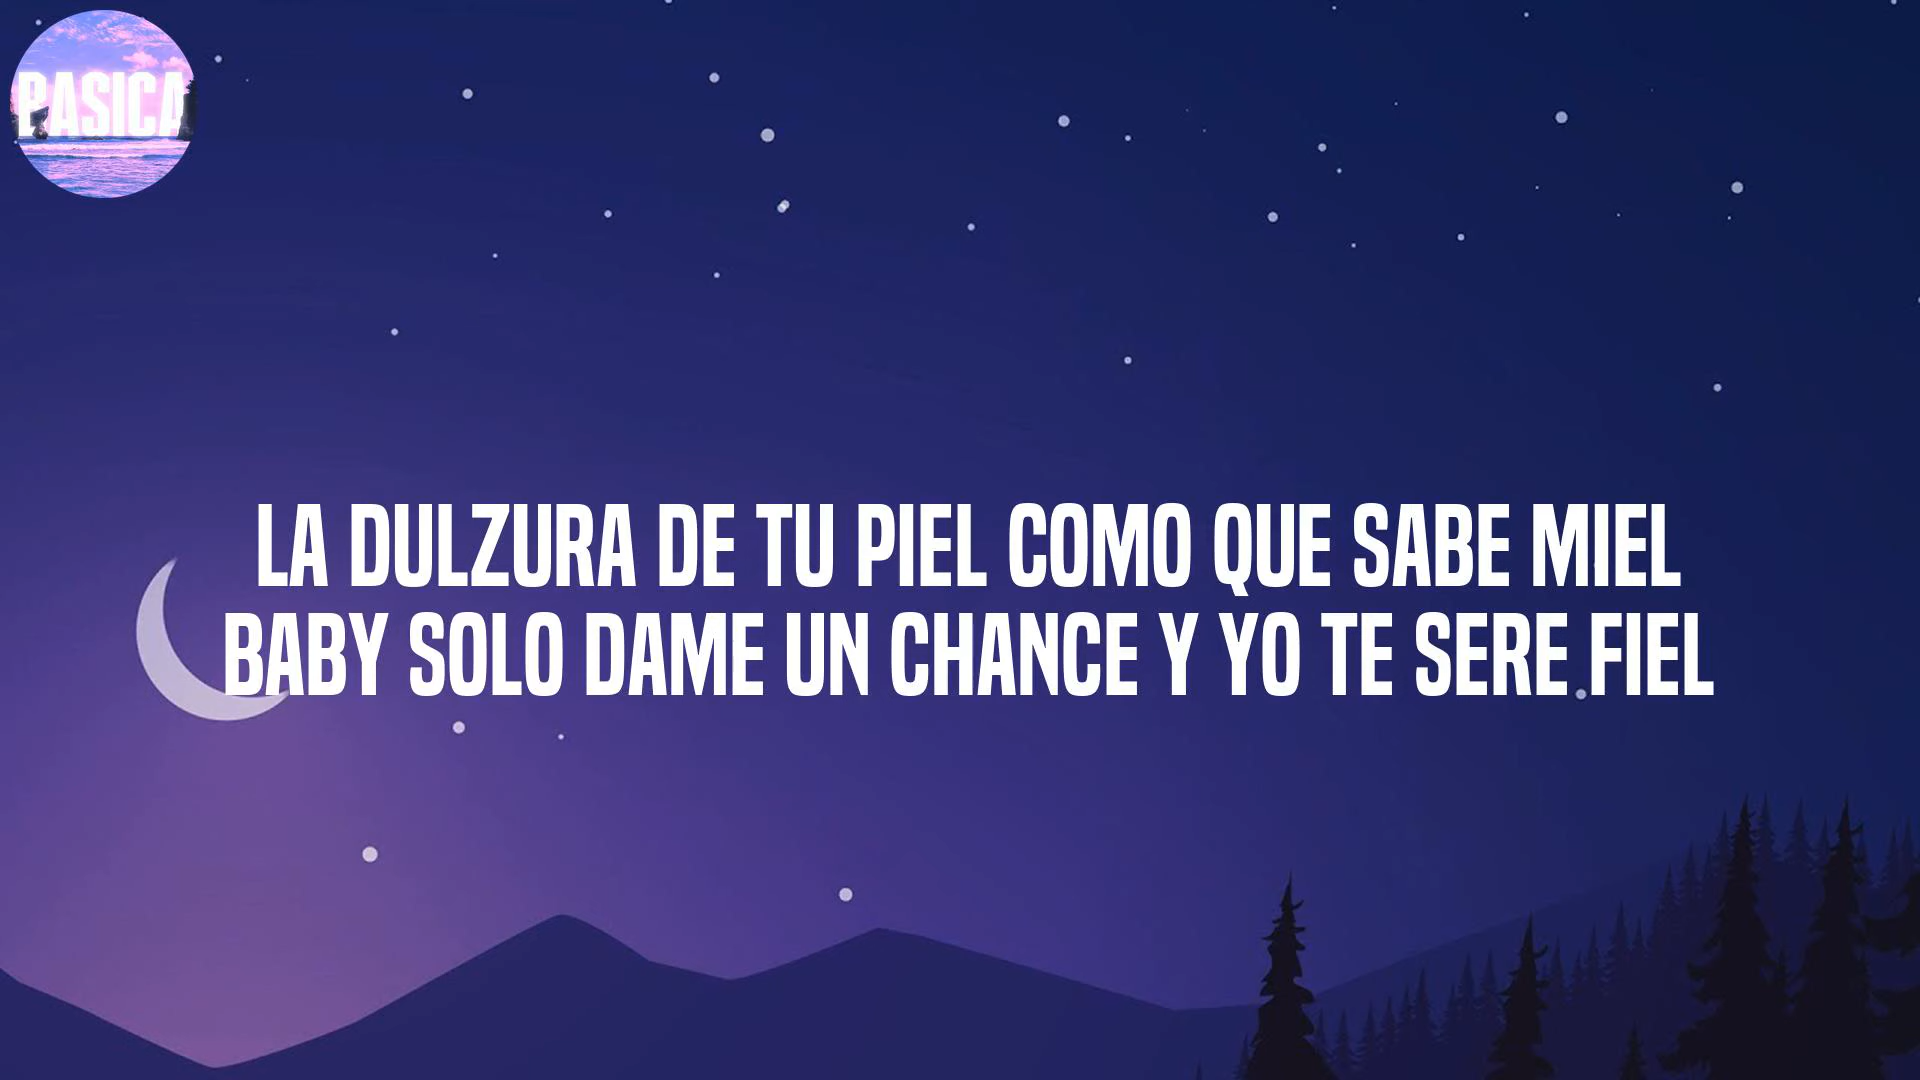 PASICA
LA DULZURA DE TU PIEL COMO QUE SABE MIEL
BABY SOLO DAME UN CHANCE Y YO TE SERE FIEL